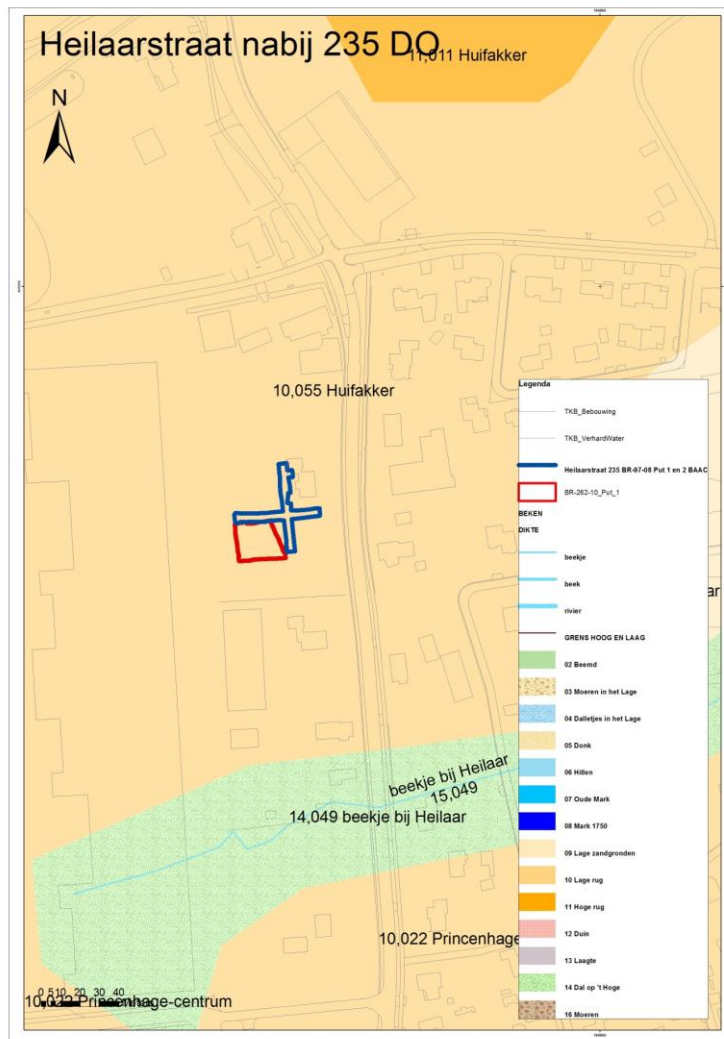 Heilaarstraat nabij 235 DO
11,011 Huifakker
N
10,055 Huifakker
Legenda
TKB_Bebouwing
TKB_VerhardWater
Heilaarstraat 235 BR-97-08 Put 1 en 2 BAAC
BR-262-10_Put_1
BEKEN
DIKTE
beekje
beek
rivier
ar
GRENS HOOG EN LAAG
02 Beemd
03 Moeren in het Lage
04 Dalletjes in het Lage
05 Donk
06 Hillen
07 Oude Mark
08 Mark 1750
09 Lage zandgronden
10 Lage rug
11 Hoge rug
12 Duin
13 Laagte
14 Dal op 't Hoge
16 Moeren
beekje bij Heilaar
15,049
14,049 beekje bij Heilaar
10,022 Princenhage
0 5 10 20 30 40
10,022 Princenhage-centrum